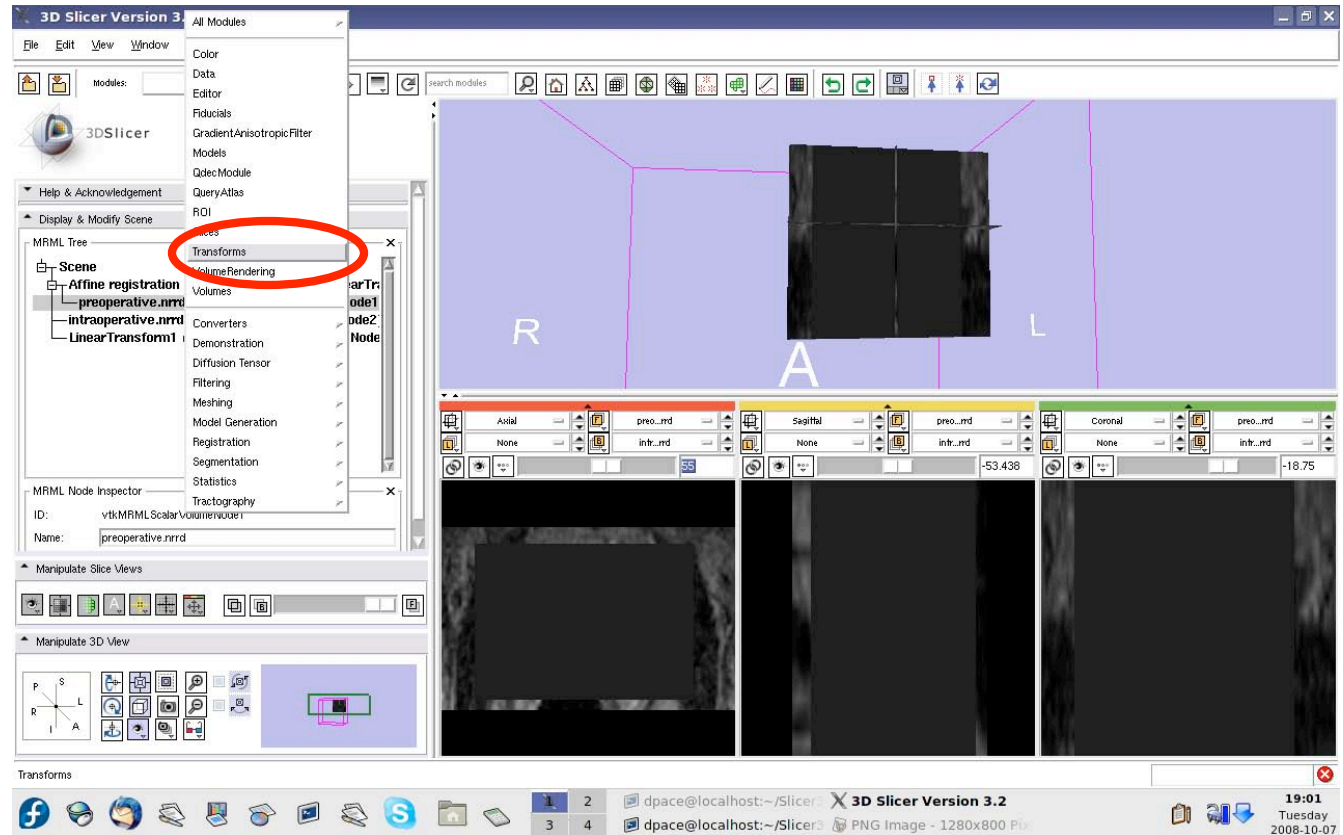 3D Slicer Version 3.
File Edit View Window
Modules:
search modules
3DSlicer
Help & Acknowledgement
Display & Modify Scene
MRML Tree
Scene
Affine registration
preoperative.nrrd
ode1
intraoperative.nrrd
ode2
LinearTransform1
Node
MRML Node Inspector
ID: vtkMRMLScalarVolumeNode1
Name: preoperative.nrrd
Manipulate Slice Views
Manipulate 3D View
P S
R L
I A
All Modules
Color
Data
Editor
Fiducials
GradientAnisotropicFilter
Models
QdecModule
QueryAtlas
ROI
Slices
Transforms
VolumeRendering
Volumes
Converters
Demonstration
Diffusion Tensor
Filtering
Meshing
Model Generation
Registration
Segmentation
Statistics
Tractography
R
L
A
Axial preo...rrd
None intr...rrd
55
Sagittal preo...rrd
None intr...rrd
-53.438
Coronal preo...rrd
None intr...rrd
-18.75
Transforms
1 2
3 4
dpace@localhost:~/Slicer3
3D Slicer Version 3.2
dpace@localhost:~/Slicer3
PNG Image - 1280x800 Pix
19:01
Tuesday
2008-10-07